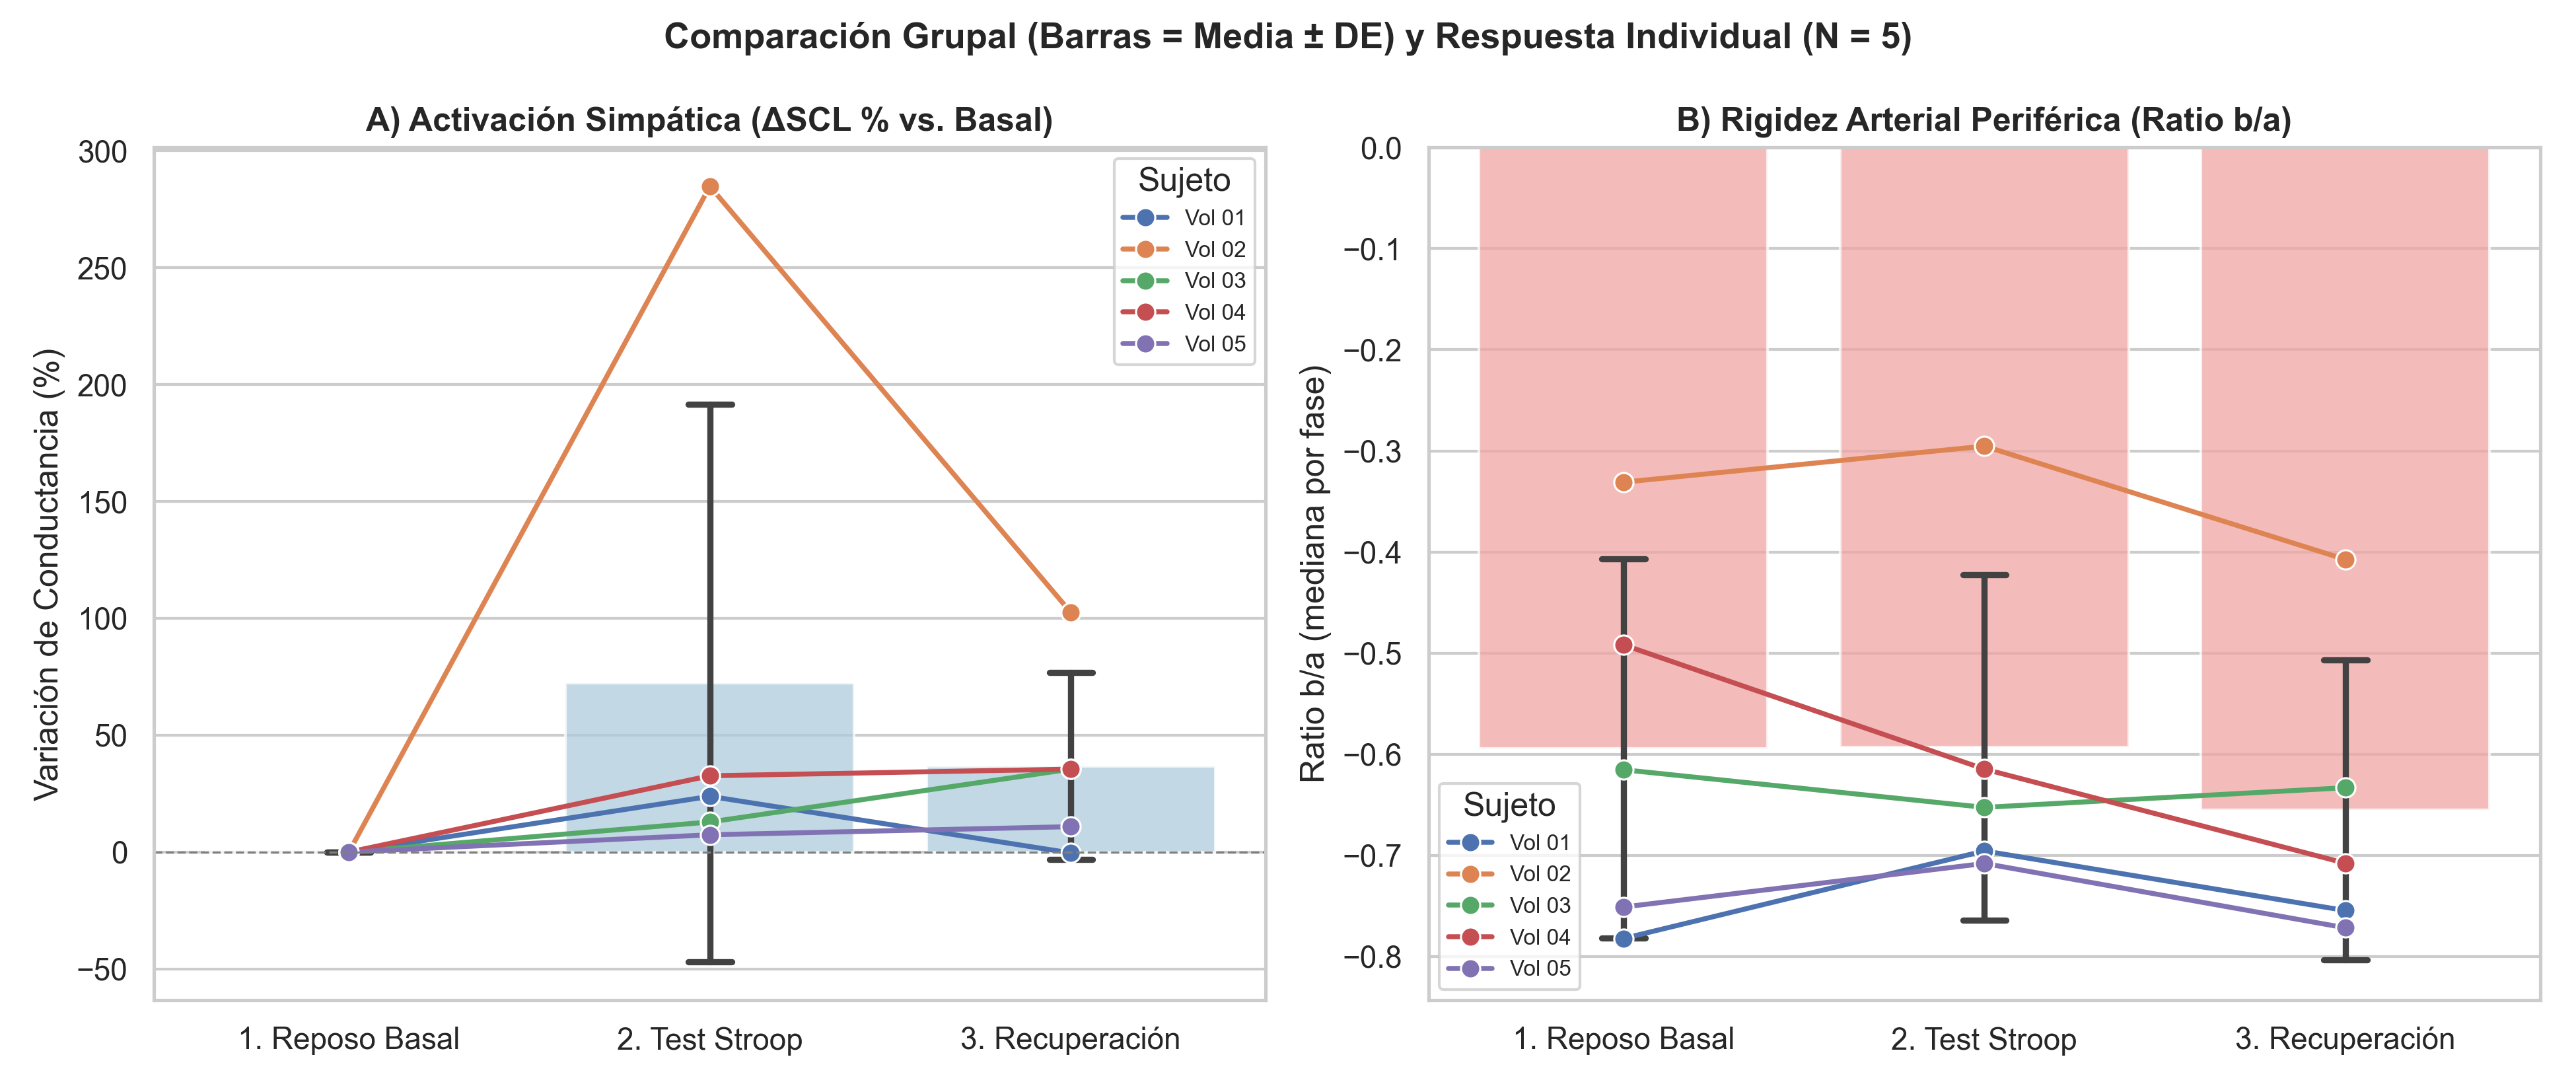 Comparación Grupal (Barras = Media ± DE) y Respuesta Individual (N = 5)
A) Activación Simpática (ΔSCL % vs. Basal)
Variación de Conductancia (%)
300
250
200
150
100
50
0
−50
Sujeto
Vol 01
Vol 02
Vol 03
Vol 04
Vol 05
1. Reposo Basal
2. Test Stroop
3. Recuperación
B) Rigidez Arterial Periférica (Ratio b/a)
Ratio b/a (mediana por fase)
0.0
−0.1
−0.2
−0.3
−0.4
−0.5
−0.6
−0.7
−0.8
Sujeto
Vol 01
Vol 02
Vol 03
Vol 04
Vol 05
1. Reposo Basal
2. Test Stroop
3. Recuperación